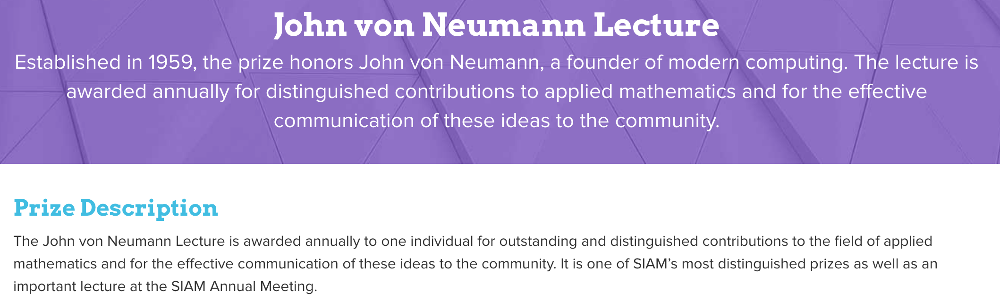 John von Neumann Lecture
Established in 1959, the prize honors John von Neumann, a founder of modern computing. The lecture is
awarded annually for distinguished contributions to applied mathematics and for the effective
communication of these ideas to the community.
Prize Description
The John von Neumann Lecture is awarded annually to one individual for outstanding and distinguished contributions to the field of applied
mathematics and for the effective communication of these ideas to the community. It is one of SIAM’s most distinguished prizes as well as an
important lecture at the SIAM Annual Meeting.